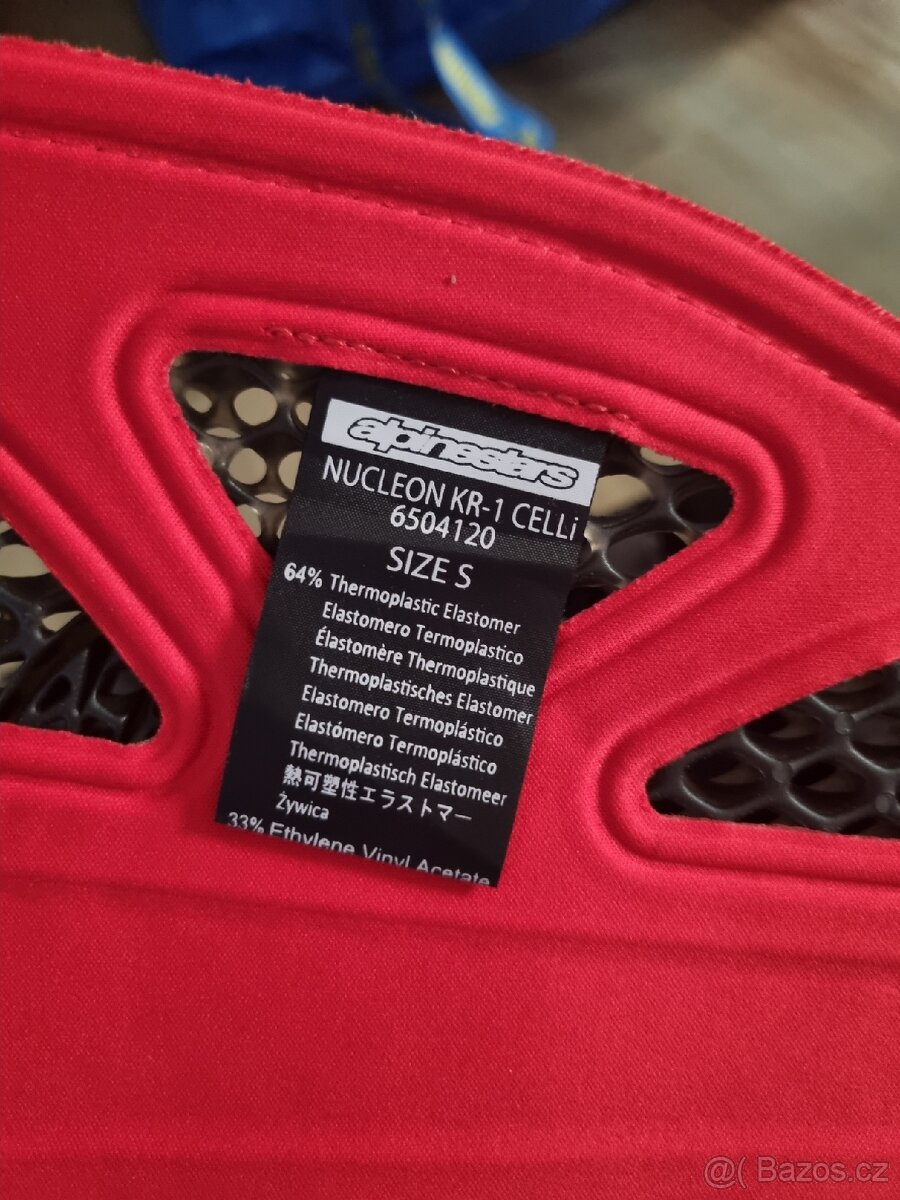 alpinestars
NUCLEON KR-1 CELLi
6504120
SIZE S
64% Thermoplastic Elastomer
Elastomero Termoplastico
Élastomère Thermoplastique
Thermoplastisches Elastomer
Elastomero Termoplástico
Elastómero Termoplástico
Thermoplastisch Elastomeer
熱可塑性エラストマー
Żywica
33% Ethylene Vinyl Acetate
@( Bazos.cz